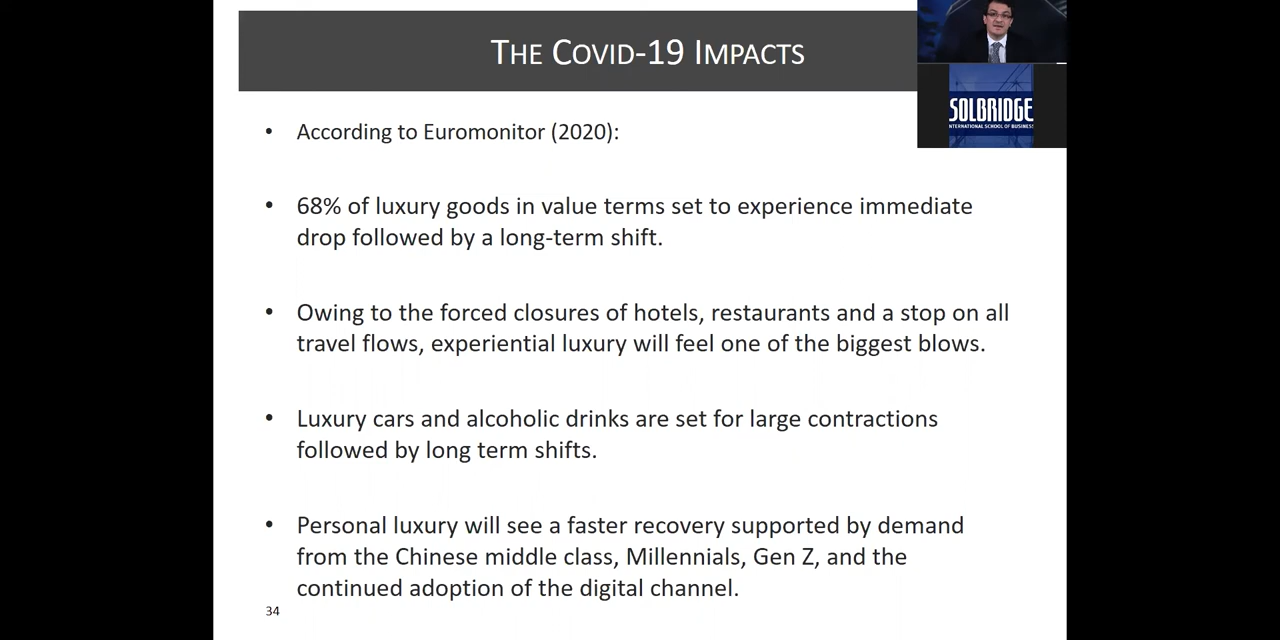 THE COVID-19 IMPACTS
SOLBRIDGE
INTERNATIONAL SCHOOL OF BUSINESS
• According to Euromonitor (2020):
• 68% of luxury goods in value terms set to experience immediate
drop followed by a long-term shift.
• Owing to the forced closures of hotels, restaurants and a stop on all
travel flows, experiential luxury will feel one of the biggest blows.
• Luxury cars and alcoholic drinks are set for large contractions
followed by long term shifts.
• Personal luxury will see a faster recovery supported by demand
from the Chinese middle class, Millennials, Gen Z, and the
continued adoption of the digital channel.
34